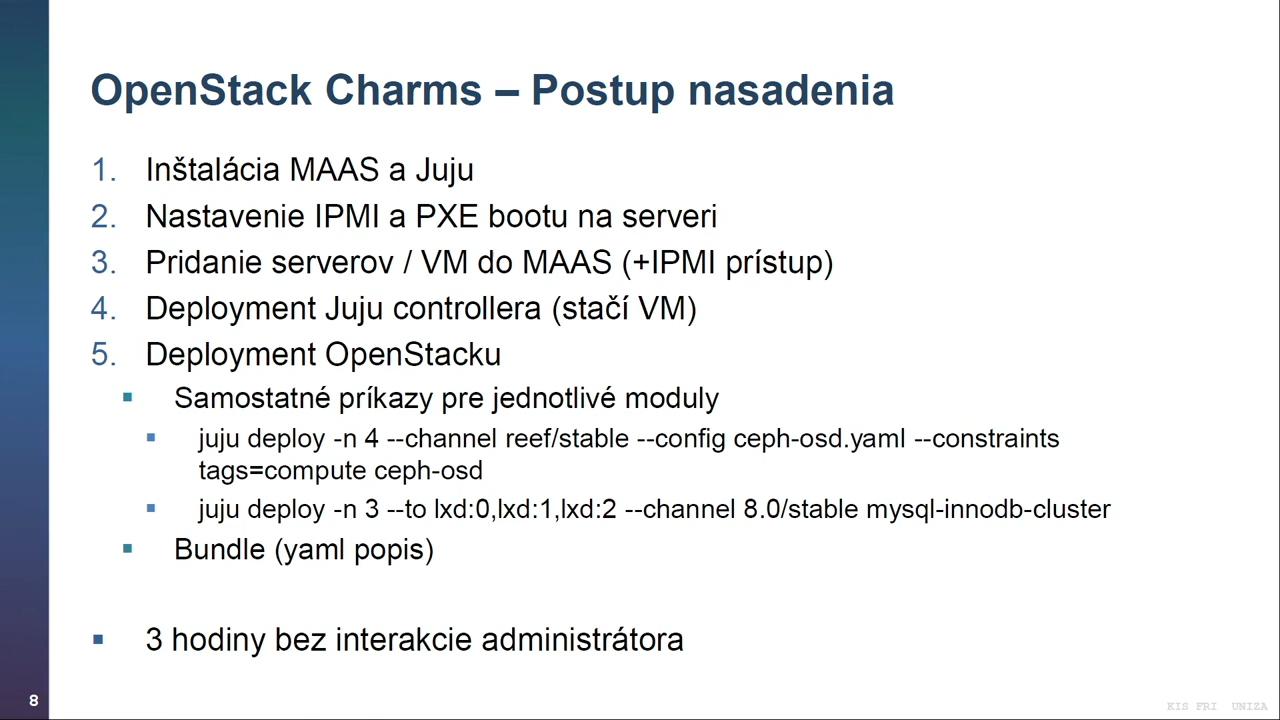 OpenStack Charms – Postup nasadenia
1. Inštalácia MAAS a Juju
2. Nastavenie IPMI a PXE bootu na serveri
3. Pridanie serverov / VM do MAAS (+IPMI prístup)
4. Deployment Juju controllera (stačí VM)
5. Deployment OpenStacku
▪ Samostatné príkazy pre jednotlivé moduly
▪ juju deploy -n 4 --channel reef/stable --config ceph-osd.yaml --constraints
tags=compute ceph-osd
▪ juju deploy -n 3 --to lxd:0,lxd:1,lxd:2 --channel 8.0/stable mysql-innodb-cluster
▪ Bundle (yaml popis)
▪ 3 hodiny bez interakcie administrátora
8
KIS FRI UNIZA